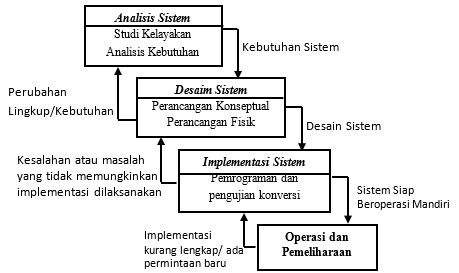 Analisis Sistem
Studi Kelayakan
Analisis Kebutuhan
Kebutuhan Sistem
Perubahan
Lingkup/Kebutuhan
Desaim Sistem
Perancangan Konseptual
Perancangan Fisik
Desain Sistem
Kesalahan atau masalah
yang tidak memungkinkan
implementasi dilaksanakan
Implementasi Sistem
Pemrograman dan
pengujian konversi
Sistem Siap
Beroperasi Mandiri
Implementasi
kurang lengkap/ ada
permintaan baru
Operasi dan
Pemeliharaan